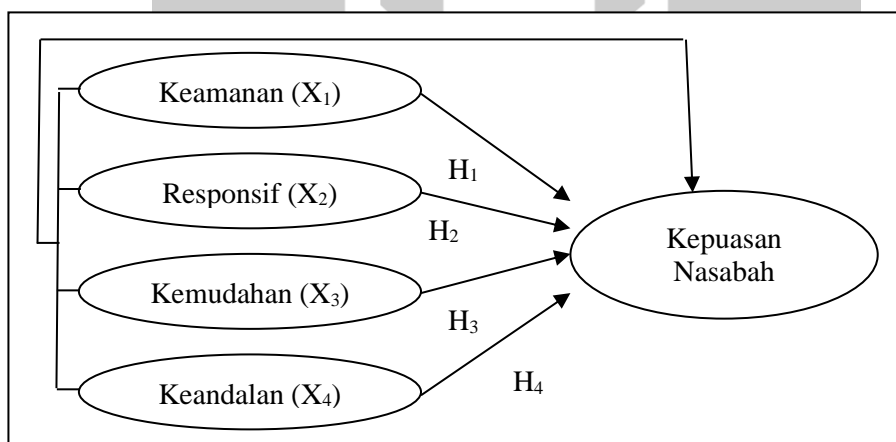 Keamanan (X₁)
H₁
Responsif (X₂)
H₂
Kepuasan
Nasabah
Kemudahan (X₃)
H₃
Keandalan (X₄)
H₄